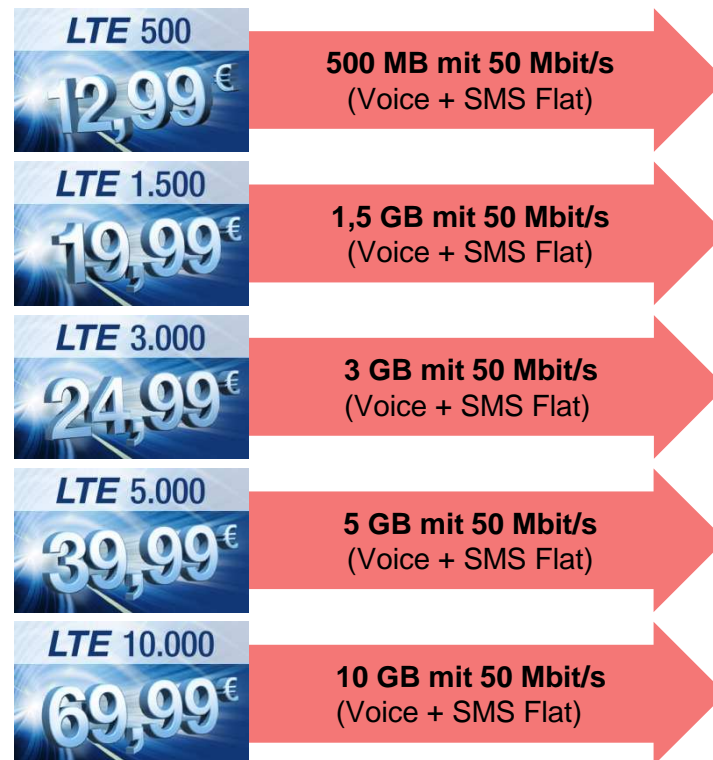 LTE 500
12,99 €
500 MB mit 50 Mbit/s
(Voice + SMS Flat)
LTE 1.500
19,99 €
1,5 GB mit 50 Mbit/s
(Voice + SMS Flat)
LTE 3.000
24,99 €
3 GB mit 50 Mbit/s
(Voice + SMS Flat)
LTE 5.000
39,99 €
5 GB mit 50 Mbit/s
(Voice + SMS Flat)
LTE 10.000
69,99 €
10 GB mit 50 Mbit/s
(Voice + SMS Flat)